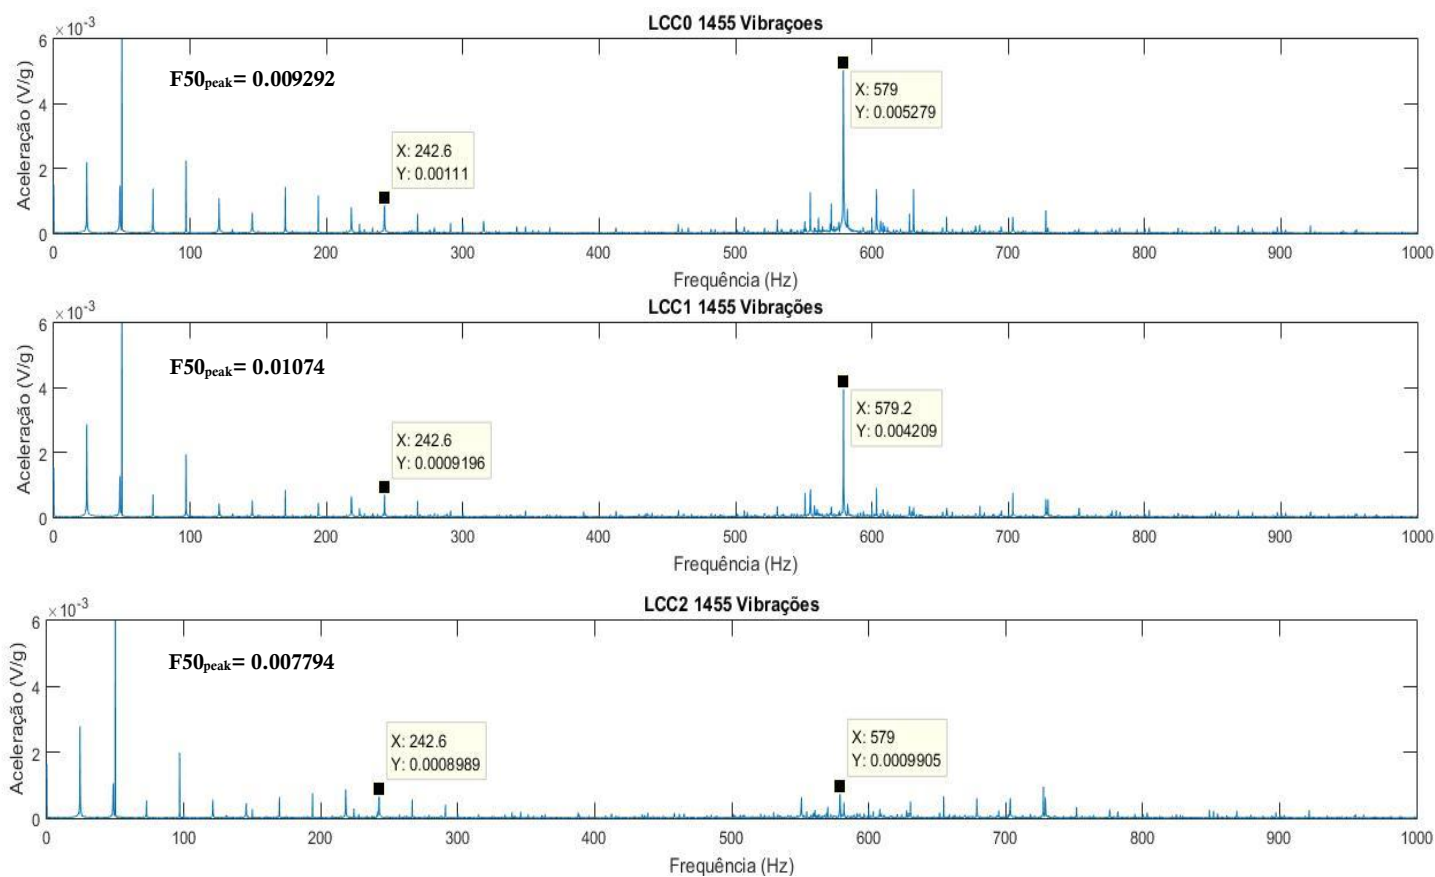 LCC0 1455 Vibraçoes
×10-3
6
4
2
0
Aceleração (V/g)
F50peak= 0.009292
X: 242.6
Y: 0.00111
X: 579
Y: 0.005279
0 100 200 300 400 500 600 700 800 900 1000
Frequência (Hz)
LCC1 1455 Vibrações
×10-3
6
4
2
0
Aceleração (V/g)
F50peak= 0.01074
X: 242.6
Y: 0.0009196
X: 579.2
Y: 0.004209
0 100 200 300 400 500 600 700 800 900 1000
Frequência (Hz)
LCC2 1455 Vibrações
×10-3
6
4
2
0
Aceleração (V/g)
F50peak= 0.007794
X: 242.6
Y: 0.0008989
X: 579
Y: 0.0009905
0 100 200 300 400 500 600 700 800 900 1000
Frequência (Hz)